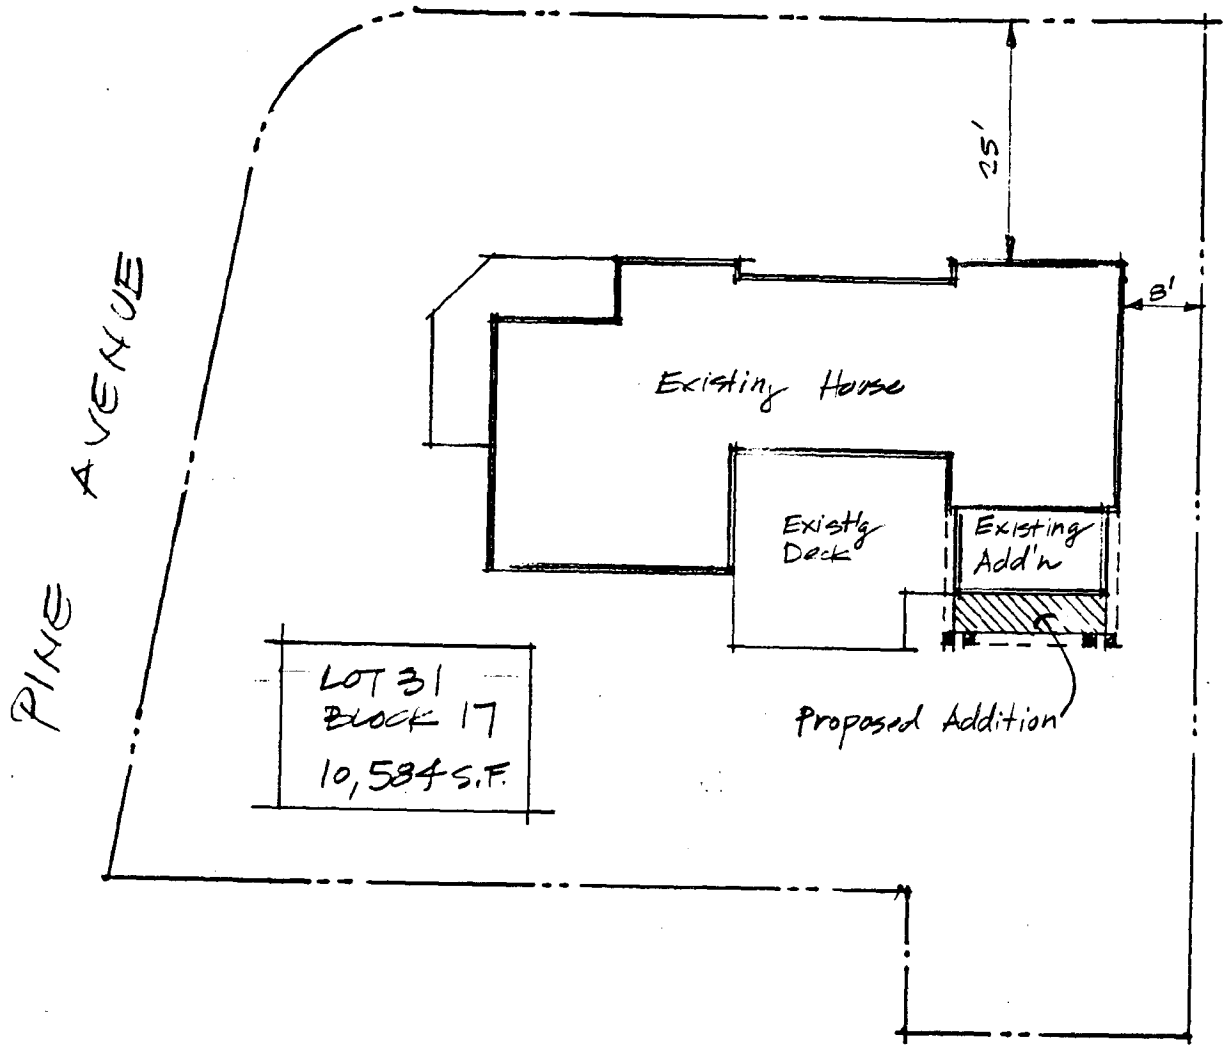 25'
8'
PINE AVENUE
Existing House
Exist'g
Deck
Existing
Add'n
Proposed Addition
LOT 31
BLOCK 17
10,584 S.F.